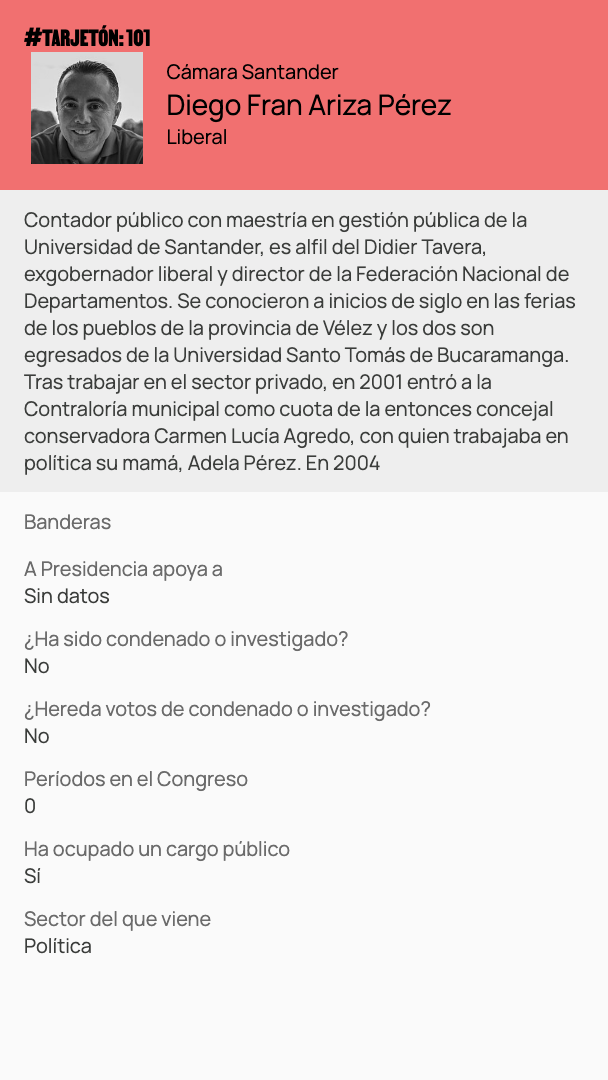 #TARJETÓN: 101
Cámara Santander
Diego Fran Ariza Pérez
Liberal
Contador público con maestría en gestión pública de la
Universidad de Santander, es alfil del Didier Tavera,
exgobernador liberal y director de la Federación Nacional de
Departamentos. Se conocieron a inicios de siglo en las ferias
de los pueblos de la provincia de Vélez y los dos son
egresados de la Universidad Santo Tomás de Bucaramanga.
Tras trabajar en el sector privado, en 2001 entró a la
Contraloría municipal como cuota de la entonces concejal
conservadora Carmen Lucía Agredo, con quien trabajaba en
política su mamá, Adela Pérez. En 2004
Banderas
A Presidencia apoya a
Sin datos
¿Ha sido condenado o investigado?
No
¿Hereda votos de condenado o investigado?
No
Períodos en el Congreso
0
Ha ocupado un cargo público
Sí
Sector del que viene
Política